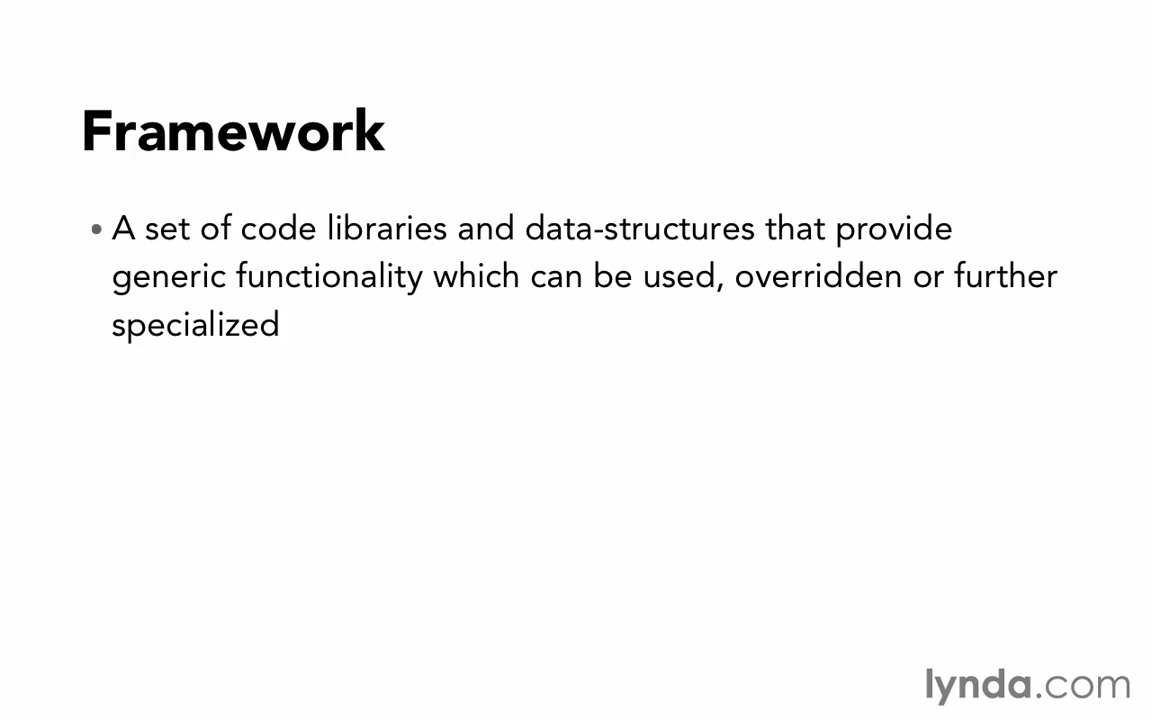 Framework
• A set of code libraries and data-structures that provide
generic functionality which can be used, overridden or further
specialized
lynda.com